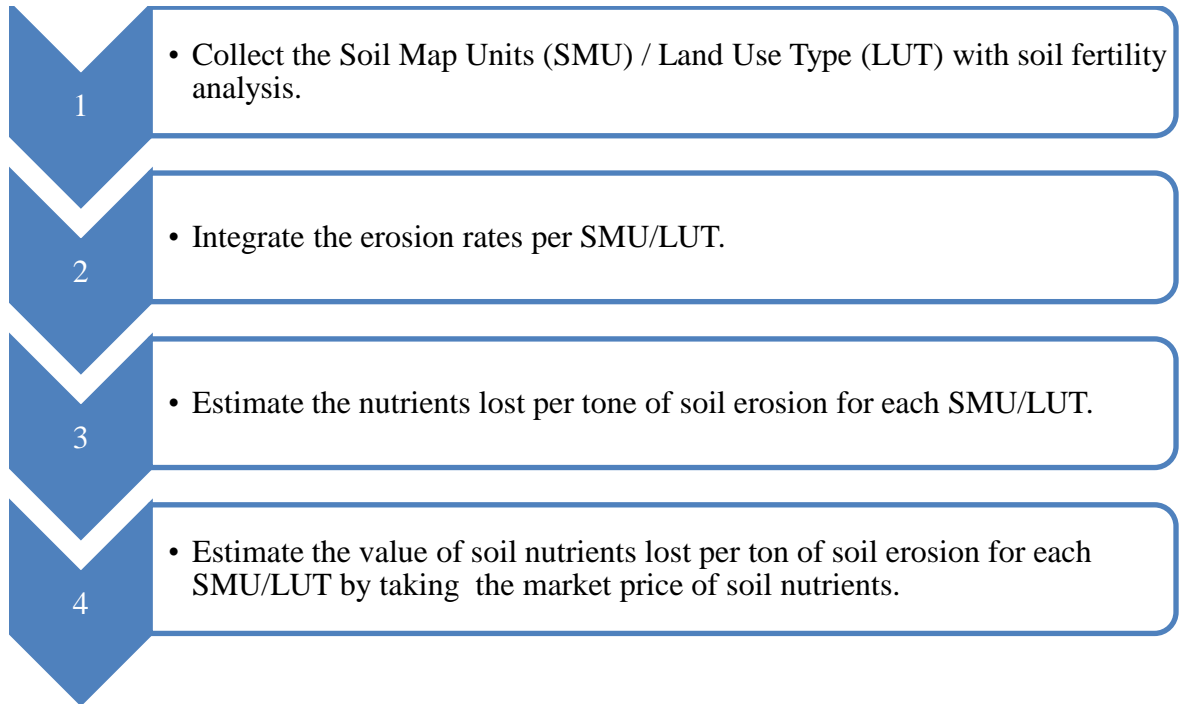 1
• Collect the Soil Map Units (SMU) / Land Use Type (LUT) with soil fertility
analysis.
2
• Integrate the erosion rates per SMU/LUT.
3
• Estimate the nutrients lost per tone of soil erosion for each SMU/LUT.
4
• Estimate the value of soil nutrients lost per ton of soil erosion for each
SMU/LUT by taking  the market price of soil nutrients.